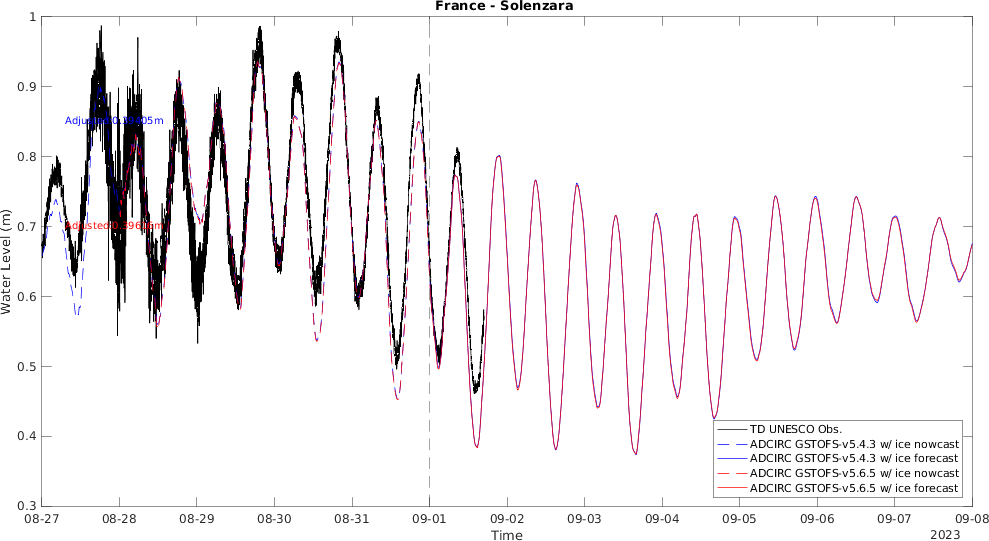 France - Solenzara
Water Level (m)
1
0.9
0.8
0.7
0.6
0.5
0.4
0.3
08-27
08-28
08-29
08-30
08-31
09-01
09-02
09-03
09-04
09-05
09-06
09-07
09-08
Time
2023
TD UNESCO Obs.
ADCIRC GSTOFS-v5.4.3 w/ ice nowcast
ADCIRC GSTOFS-v5.4.3 w/ ice forecast
ADCIRC GSTOFS-v5.6.5 w/ ice nowcast
ADCIRC GSTOFS-v5.6.5 w/ ice forecast